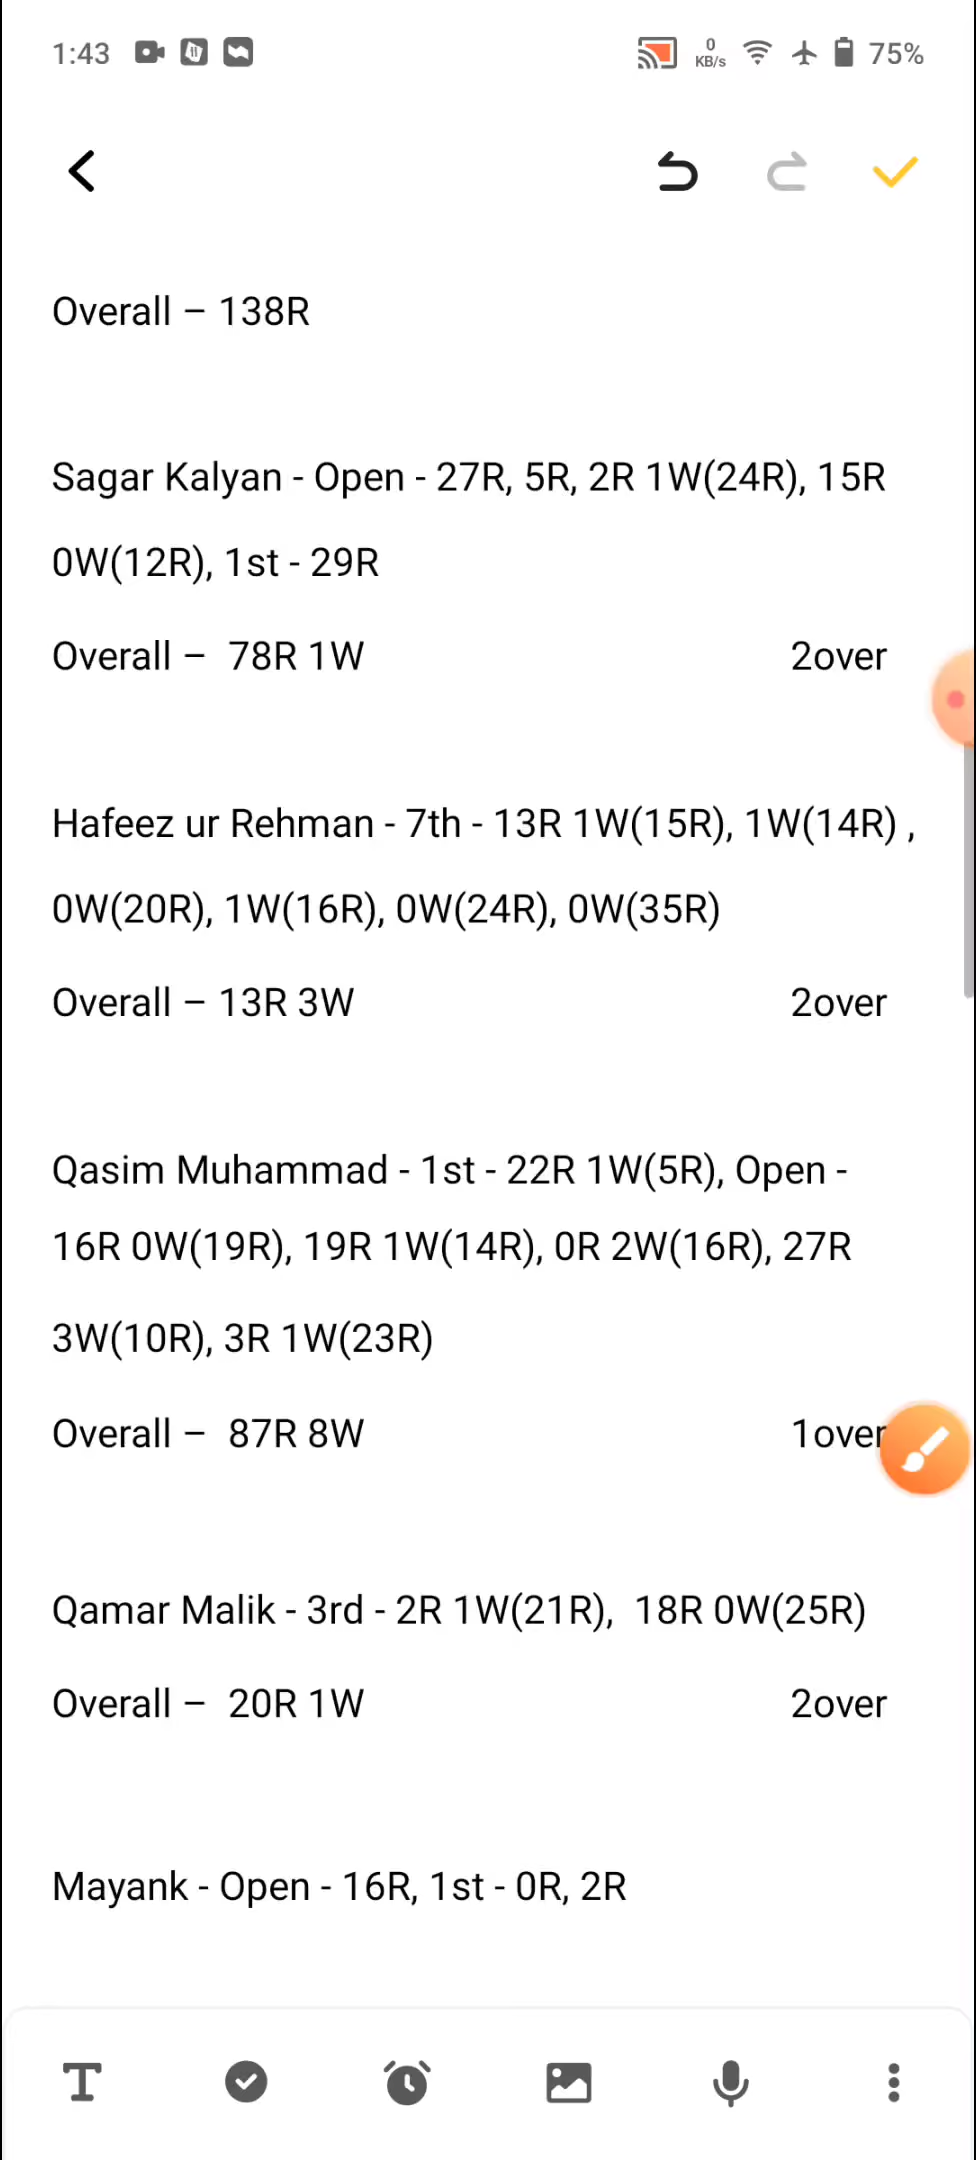 1:43
0
KB/s
75%
Overall – 138R
Sagar Kalyan - Open - 27R, 5R, 2R 1W(24R), 15R
0W(12R), 1st - 29R
Overall – 78R 1W 2over
Hafeez ur Rehman - 7th - 13R 1W(15R), 1W(14R) ,
0W(20R), 1W(16R), 0W(24R), 0W(35R)
Overall – 13R 3W 2over
Qasim Muhammad - 1st - 22R 1W(5R), Open -
16R 0W(19R), 19R 1W(14R), 0R 2W(16R), 27R
3W(10R), 3R 1W(23R)
Overall – 87R 8W 1over
Qamar Malik - 3rd - 2R 1W(21R), 18R 0W(25R)
Overall – 20R 1W 2over
Mayank - Open - 16R, 1st - 0R, 2R